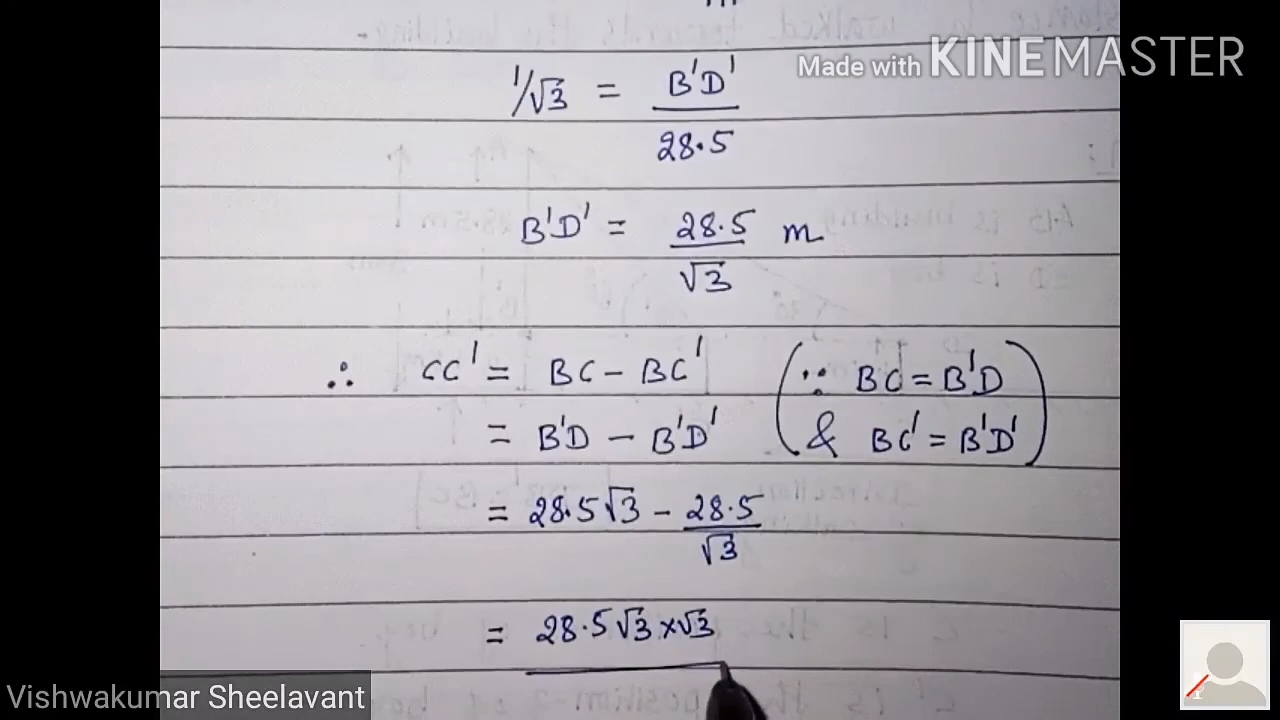 Made with KINEMASTER
1/√3 = B'D'
28.5
B'D' = 28.5 m
√3
∴ CC' = BC - BC' (∵ BC = B'D
= B'D - B'D' & BC' = B'D')
= 28.5√3 - 28.5
√3
= 28.5√3×√3
Vishwakumar Sheelavant